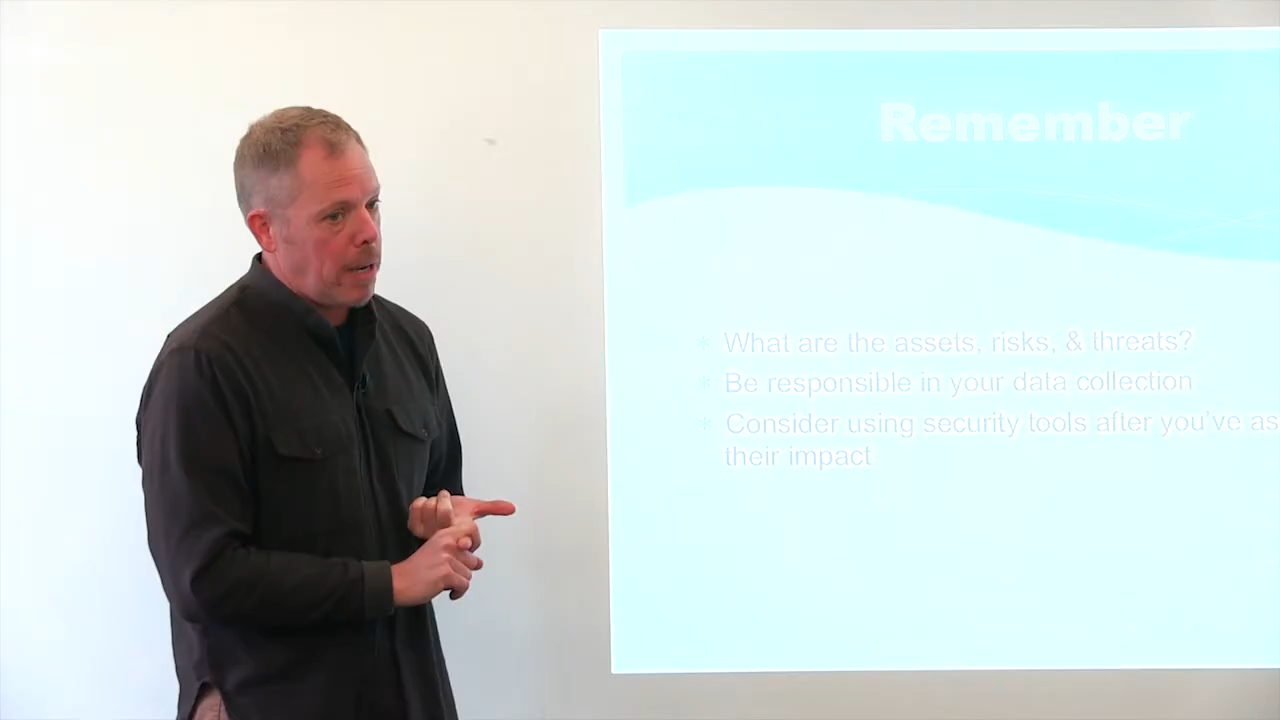 Remember
* What are the assets, risks, & threats?
* Be responsible in your data collection
* Consider using security tools after you've as
their impact